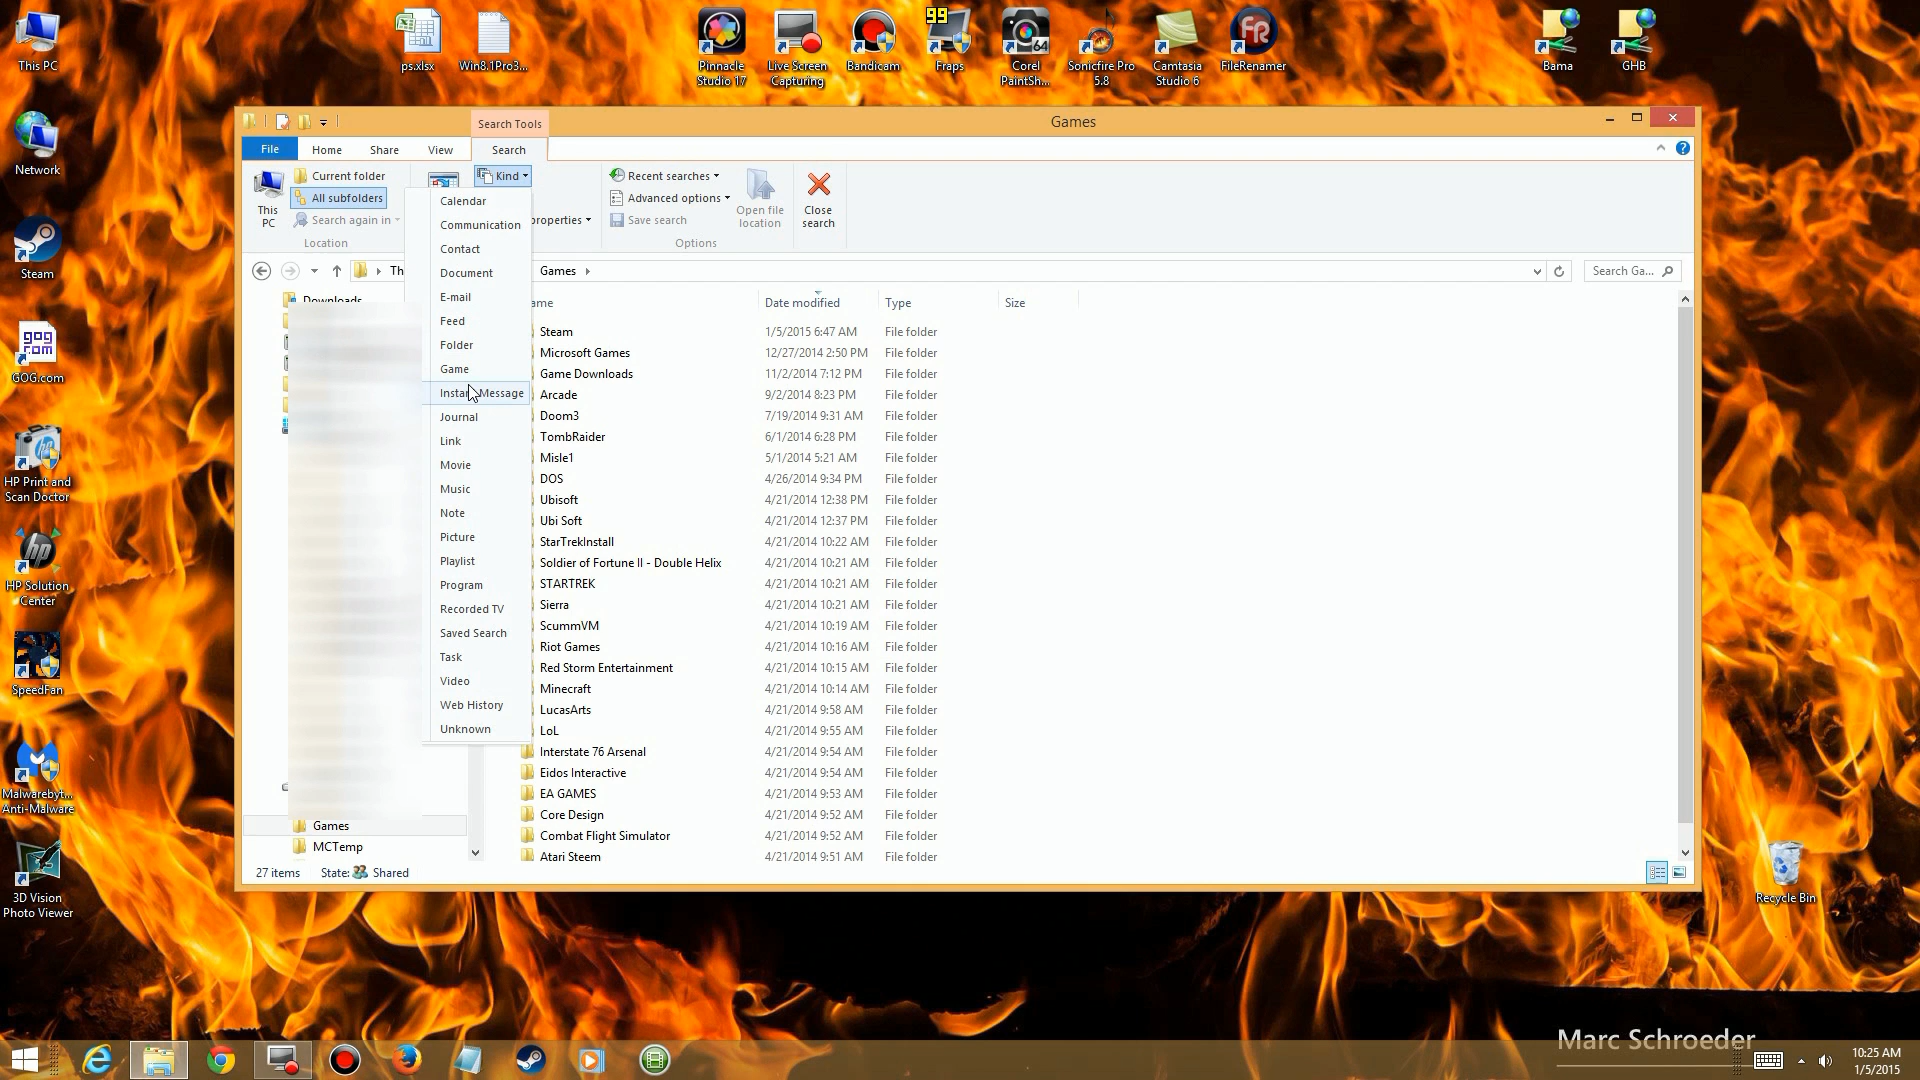 This PC
ps.xlsx
Win8.1Pro3...
Pinnacle
Studio 17
Live Screen
Capturing
Bandicam
99
Fraps
64
Corel
PaintSh...
Sonicfire Pro
5.8
Camtasia
Studio 6
FR
FileRenamer
Bama
GHB
Network
Steam
gog
com
GOG.com
HP Print and
Scan Doctor
hp
HP Solution
Center
SpeedFan
Malwarebyt...
Anti-Malware
3D Vision
Photo Viewer
Recycle Bin
Search Tools
Games
File
Home
Share
View
Search
This
PC
Current folder
All subfolders
Search again in
Location
Kind
properties
Recent searches
Advanced options
Save search
Options
Open file
location
Close
search
Th
Games
Search Ga...
Calendar
Communication
Contact
Document
E-mail
Feed
Folder
Game
Instant Message
Journal
Link
Movie
Music
Note
Picture
Playlist
Program
Recorded TV
Saved Search
Task
Video
Web History
Unknown
Downloads
Games
MCTemp
ame Date modified Type Size
Steam 1/5/2015 6:47 AM File folder
Microsoft Games 12/27/2014 2:50 PM File folder
Game Downloads 11/2/2014 7:12 PM File folder
Arcade 9/2/2014 8:23 PM File folder
Doom3 7/19/2014 9:31 AM File folder
TombRaider 6/1/2014 6:28 PM File folder
Misle1 5/1/2014 5:21 AM File folder
DOS 4/26/2014 9:34 PM File folder
Ubisoft 4/21/2014 12:38 PM File folder
Ubi Soft 4/21/2014 12:37 PM File folder
StarTrekInstall 4/21/2014 10:22 AM File folder
Soldier of Fortune II - Double Helix 4/21/2014 10:21 AM File folder
STARTREK 4/21/2014 10:21 AM File folder
Sierra 4/21/2014 10:21 AM File folder
ScummVM 4/21/2014 10:19 AM File folder
Riot Games 4/21/2014 10:16 AM File folder
Red Storm Entertainment 4/21/2014 10:15 AM File folder
Minecraft 4/21/2014 10:14 AM File folder
LucasArts 4/21/2014 9:58 AM File folder
LoL 4/21/2014 9:55 AM File folder
Interstate 76 Arsenal 4/21/2014 9:54 AM File folder
Eidos Interactive 4/21/2014 9:54 AM File folder
EA GAMES 4/21/2014 9:53 AM File folder
Core Design 4/21/2014 9:52 AM File folder
Combat Flight Simulator 4/21/2014 9:52 AM File folder
Atari Steem 4/21/2014 9:51 AM File folder
27 items State: Shared
Marc Schroeder
10:25 AM
1/5/2015